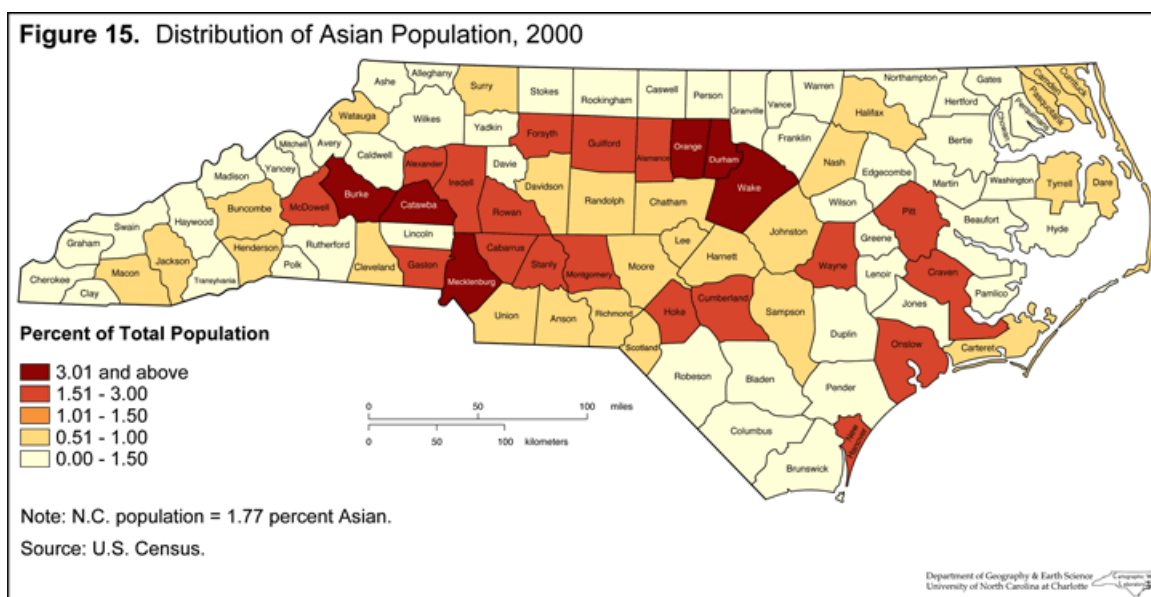 Figure 15. Distribution of Asian Population, 2000
Ashe
Alleghany
Surry
Stokes
Rockingham
Caswell
Person
Granville
Vance
Warren
Northampton
Gates
Hertford
Halifax
Camden
Currituck
Pasquotank
Perquimans
Chowan
Watauga
Wilkes
Yadkin
Forsyth
Guilford
Alamance
Orange
Durham
Franklin
Nash
Bertie
Mitchell
Avery
Yancey
Caldwell
Alexander
Iredell
Davie
Madison
Burke
Catawba
Davidson
Randolph
Chatham
Wake
Edgecombe
Martin
Washington
Tyrrell
Dare
McDowell
Buncombe
Haywood
Rowan
Wilson
Pitt
Beaufort
Hyde
Swain
Graham
Jackson
Henderson
Rutherford
Polk
Lincoln
Cleveland
Gaston
Mecklenburg
Cabarrus
Stanly
Montgomery
Moore
Lee
Harnett
Johnston
Wayne
Greene
Lenoir
Craven
Jones
Pamlico
Cherokee
Clay
Macon
Transylvania
Union
Anson
Richmond
Scotland
Hoke
Cumberland
Sampson
Duplin
Onslow
Carteret
Robeson
Bladen
Pender
Columbus
Brunswick
New
Hanover
Percent of Total Population
3.01 and above
1.51 - 3.00
1.01 - 1.50
0.51 - 1.00
0.00 - 1.50
0 50 100 miles
0 50 100 kilometers
Note: N.C. population = 1.77 percent Asian.
Source: U.S. Census.
Department of Geography & Earth Science
University of North Carolina at Charlotte